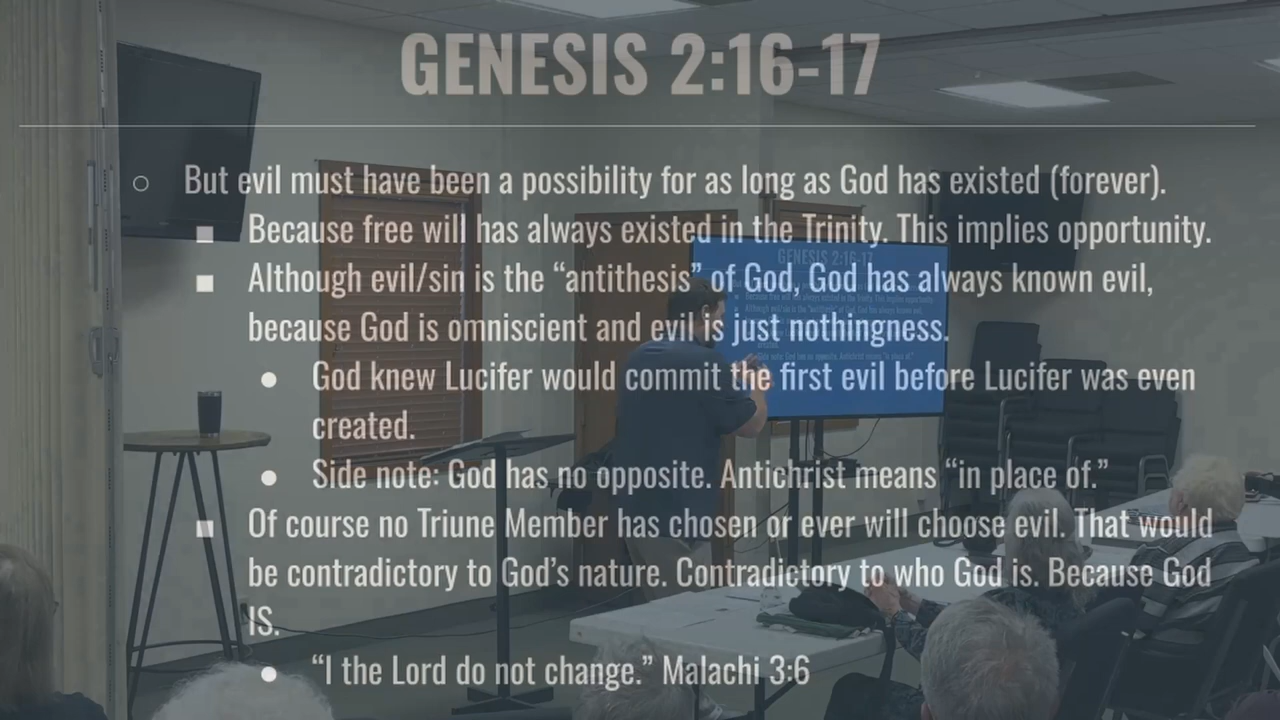 GENESIS 2:16-17
But evil must have been a possibility for as long as God has existed (forever).
Because free will has always existed in the Trinity. This implies opportunity.
Although evil/sin is the “antithesis” of God, God has always known evil,
because God is omniscient and evil is just nothingness.
God knew Lucifer would commit the first evil before Lucifer was even
created.
Side note: God has no opposite. Antichrist means “in place of.”
Of course no Triune Member has chosen or ever will choose evil. That would
be contradictory to God’s nature. Contradictory to who God is. Because God
IS.
“I the Lord do not change.” Malachi 3:6
GENESIS 2:16-17